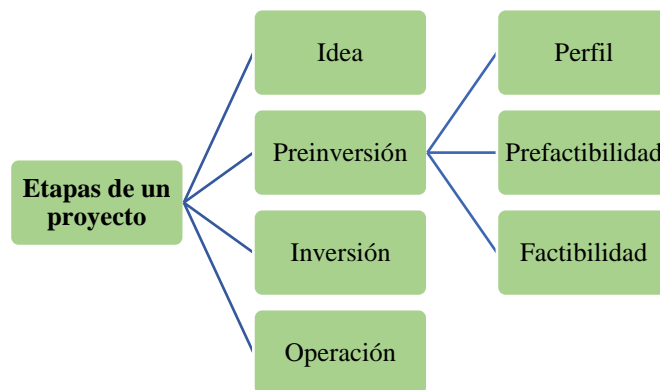 Etapas de un
proyecto
Idea
Preinversión
Inversión
Operación
Perfil
Prefactibilidad
Factibilidad